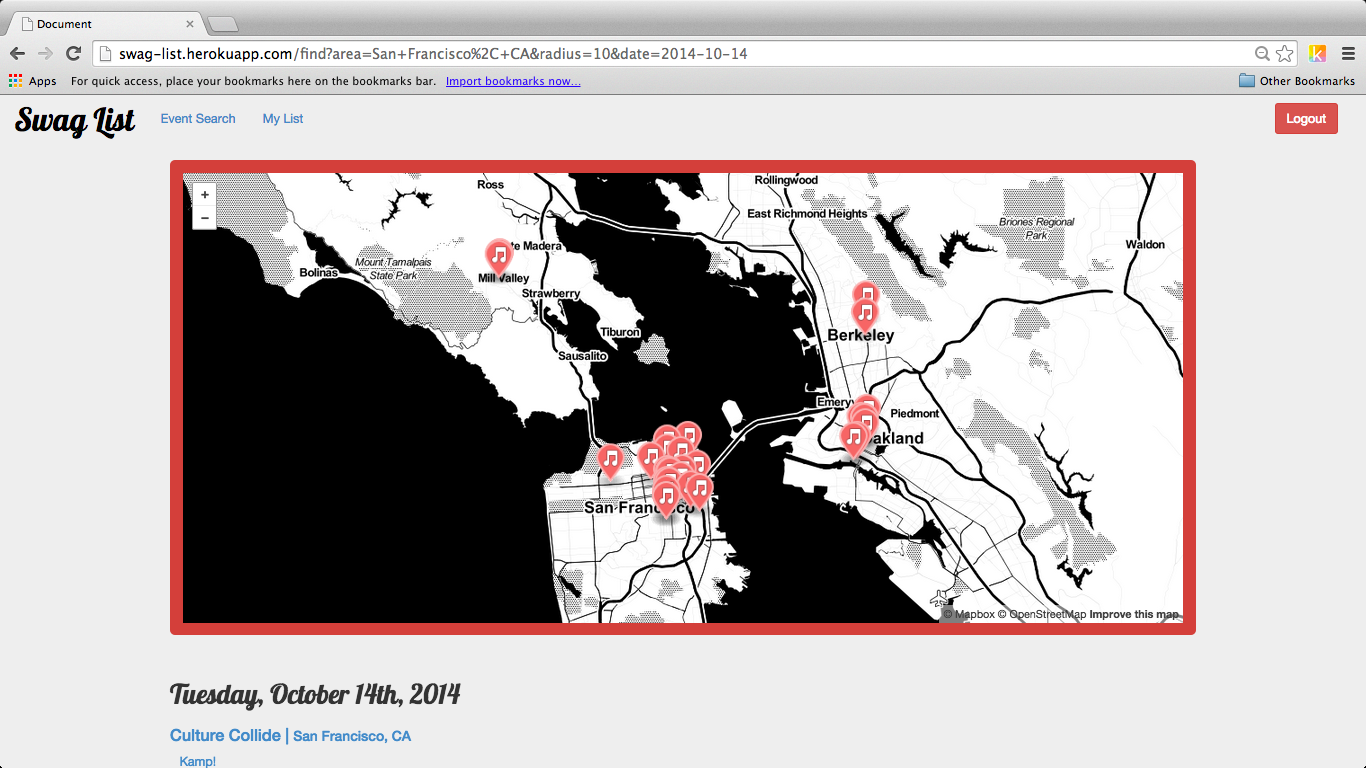 Document
swag-list.herokuapp.com/find?area=San+Francisco%2C+CA&radius=10&date=2014-10-14
Apps
For quick access, place your bookmarks here on the bookmarks bar. Import bookmarks now...
Other Bookmarks
Swag List
Event Search
My List
Logout
+
−
Ross
Rollingwood
East Richmond Heights
Briones Regional
Park
Waldon
te Madera
Mount Tamalpais
State Park
Bolinas
Mill Valley
Strawberry
Tiburon
Sausalito
Berkeley
Emery
Piedmont
akland
San Francisco
© Mapbox © OpenStreetMap Improve this map
Tuesday, October 14th, 2014
Culture Collide | San Francisco, CA
Kamp!